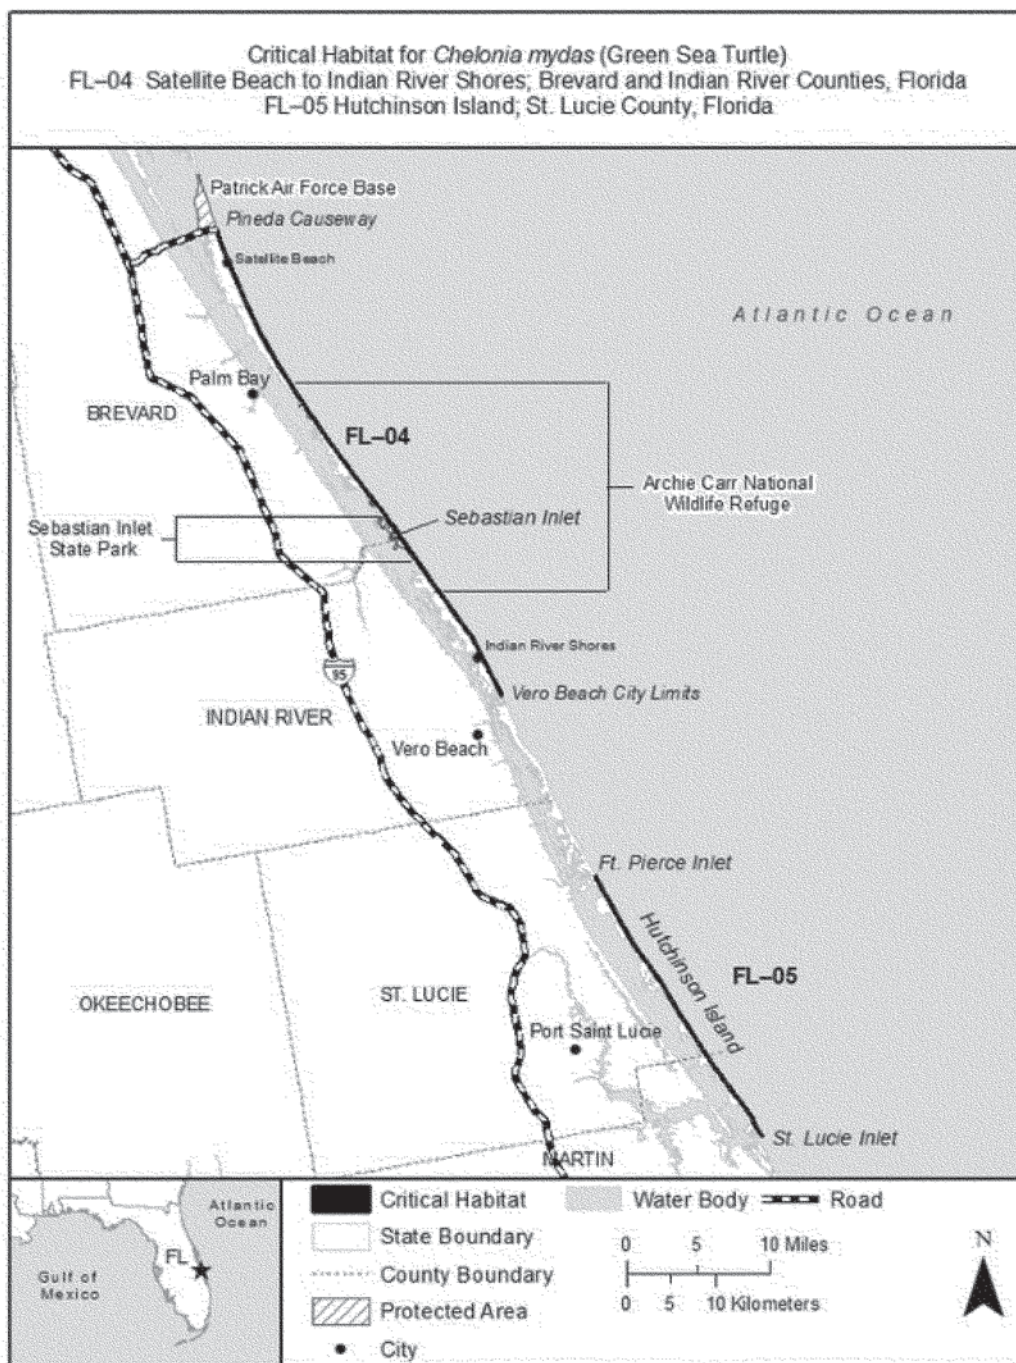 Critical Habitat for Chelonia mydas (Green Sea Turtle)
FL–04 Satellite Beach to Indian River Shores; Brevard and Indian River Counties, Florida
FL–05 Hutchinson Island; St. Lucie County, Florida
Patrick Air Force Base
Pineda Causeway
Satellite Beach
Atlantic Ocean
Palm Bay
BREVARD
FL–04
Archie Carr National
Wildlife Refuge
Sebastian Inlet
Sebastian Inlet
State Park
Indian River Shores
95
Vero Beach City Limits
INDIAN RIVER
Vero Beach
Ft. Pierce Inlet
Hutchinson Island
FL–05
OKEECHOBEE
ST. LUCIE
Port Saint Lucie
St. Lucie Inlet
MARTIN
Atlantic
Ocean
FL
Gulf of
Mexico
Critical Habitat
Water Body
Road
State Boundary
County Boundary
Protected Area
City
0 5 10 Miles
0 5 10 Kilometers
N